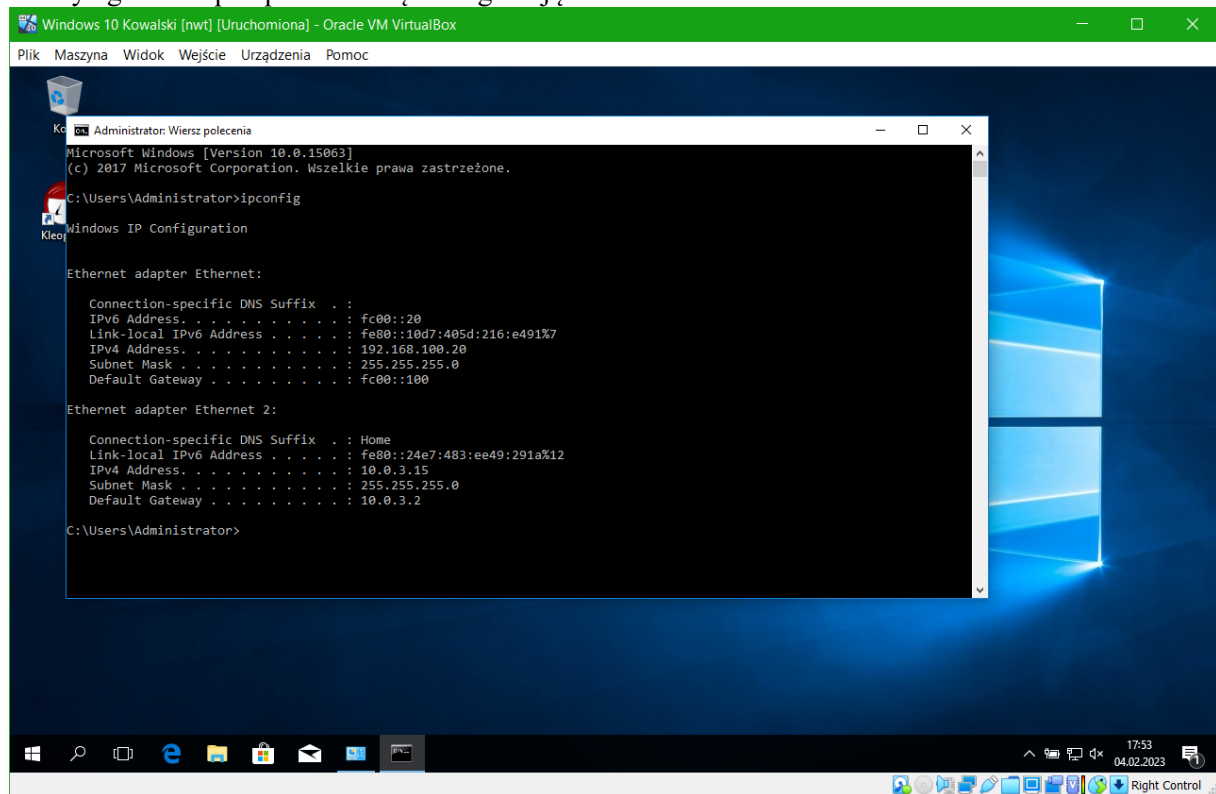 Windows 10 Kowalski [nwt] [Uruchomiona] - Oracle VM VirtualBox
Plik Maszyna Widok Wejście Urządzenia Pomoc
Administrator: Wiersz polecenia
Microsoft Windows [Version 10.0.15063]
(c) 2017 Microsoft Corporation. Wszelkie prawa zastrzeżone.
C:\Users\Administrator>ipconfig
Windows IP Configuration
Ethernet adapter Ethernet:
Connection-specific DNS Suffix . :
IPv6 Address. . . . . . . . . . . : fc00::20
Link-local IPv6 Address . . . . . : fe80::10d7:405d:216:e491%7
IPv4 Address. . . . . . . . . . . : 192.168.100.20
Subnet Mask . . . . . . . . . . . : 255.255.255.0
Default Gateway . . . . . . . . . : fc00::100
Ethernet adapter Ethernet 2:
Connection-specific DNS Suffix . : Home
Link-local IPv6 Address . . . . . : fe80::24e7:483:ee49:291a%12
IPv4 Address. . . . . . . . . . . : 10.0.3.15
Subnet Mask . . . . . . . . . . . : 255.255.255.0
Default Gateway . . . . . . . . . : 10.0.3.2
C:\Users\Administrator>
17:53
04.02.2023
1
Right Control